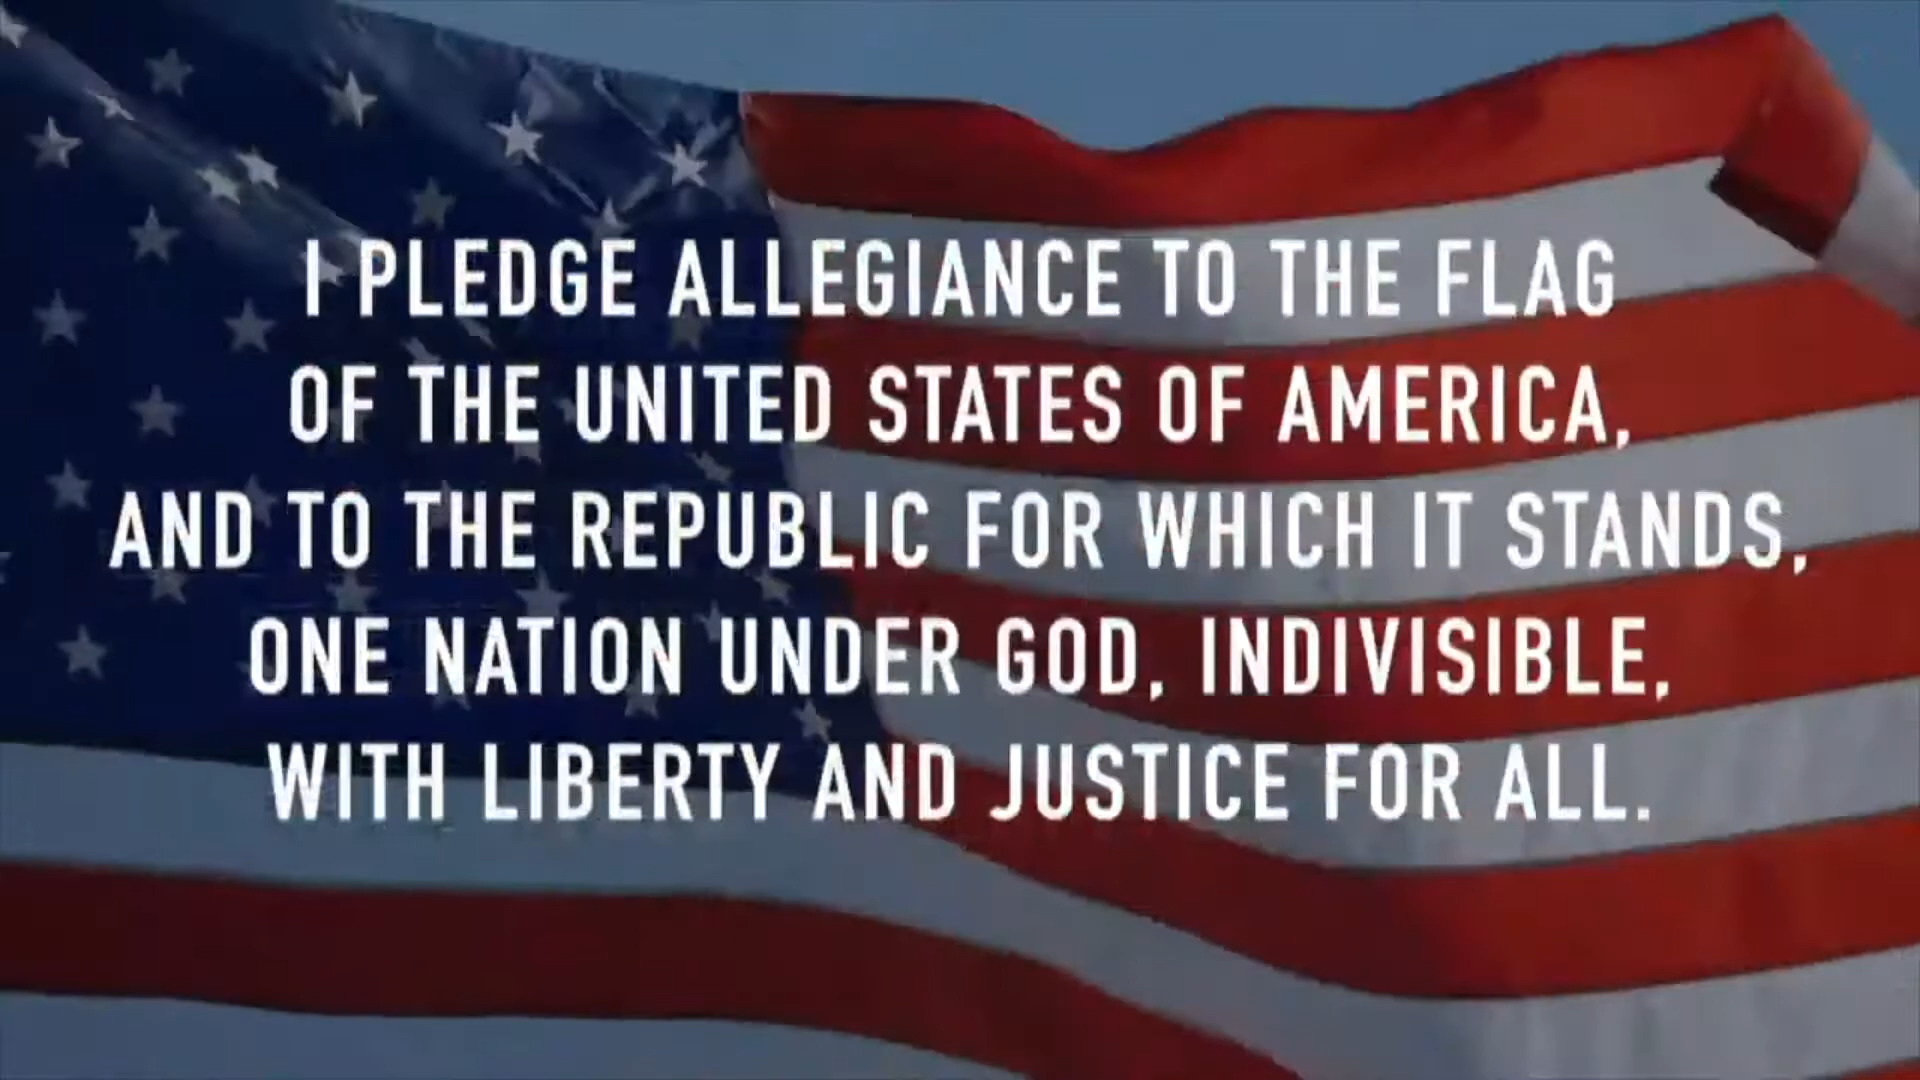 I PLEDGE ALLEGIANCE TO THE FLAG
OF THE UNITED STATES OF AMERICA,
AND TO THE REPUBLIC FOR WHICH IT STANDS,
ONE NATION UNDER GOD, INDIVISIBLE,
WITH LIBERTY AND JUSTICE FOR ALL.